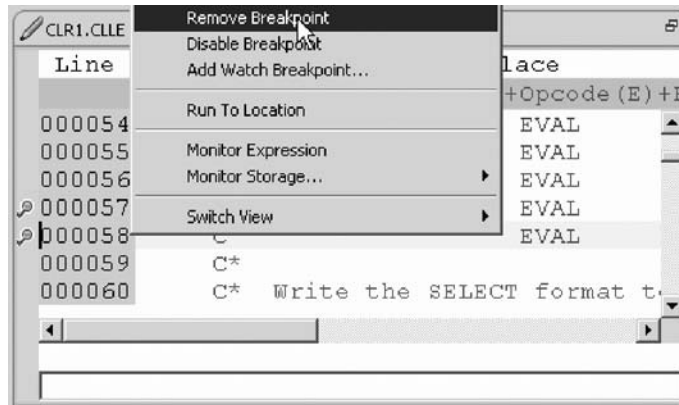 CLR1.CLLE
Remove Breakpoint
Disable Breakpoint
Add Watch Breakpoint...
Run To Location
Monitor Expression
Monitor Storage...
Switch View
Line lace
+Opcode(E)+
000054 EVAL
000055 EVAL
000056 EVAL
000057 EVAL
000058 C EVAL
000059 C*
000060 C* Write the SELECT format